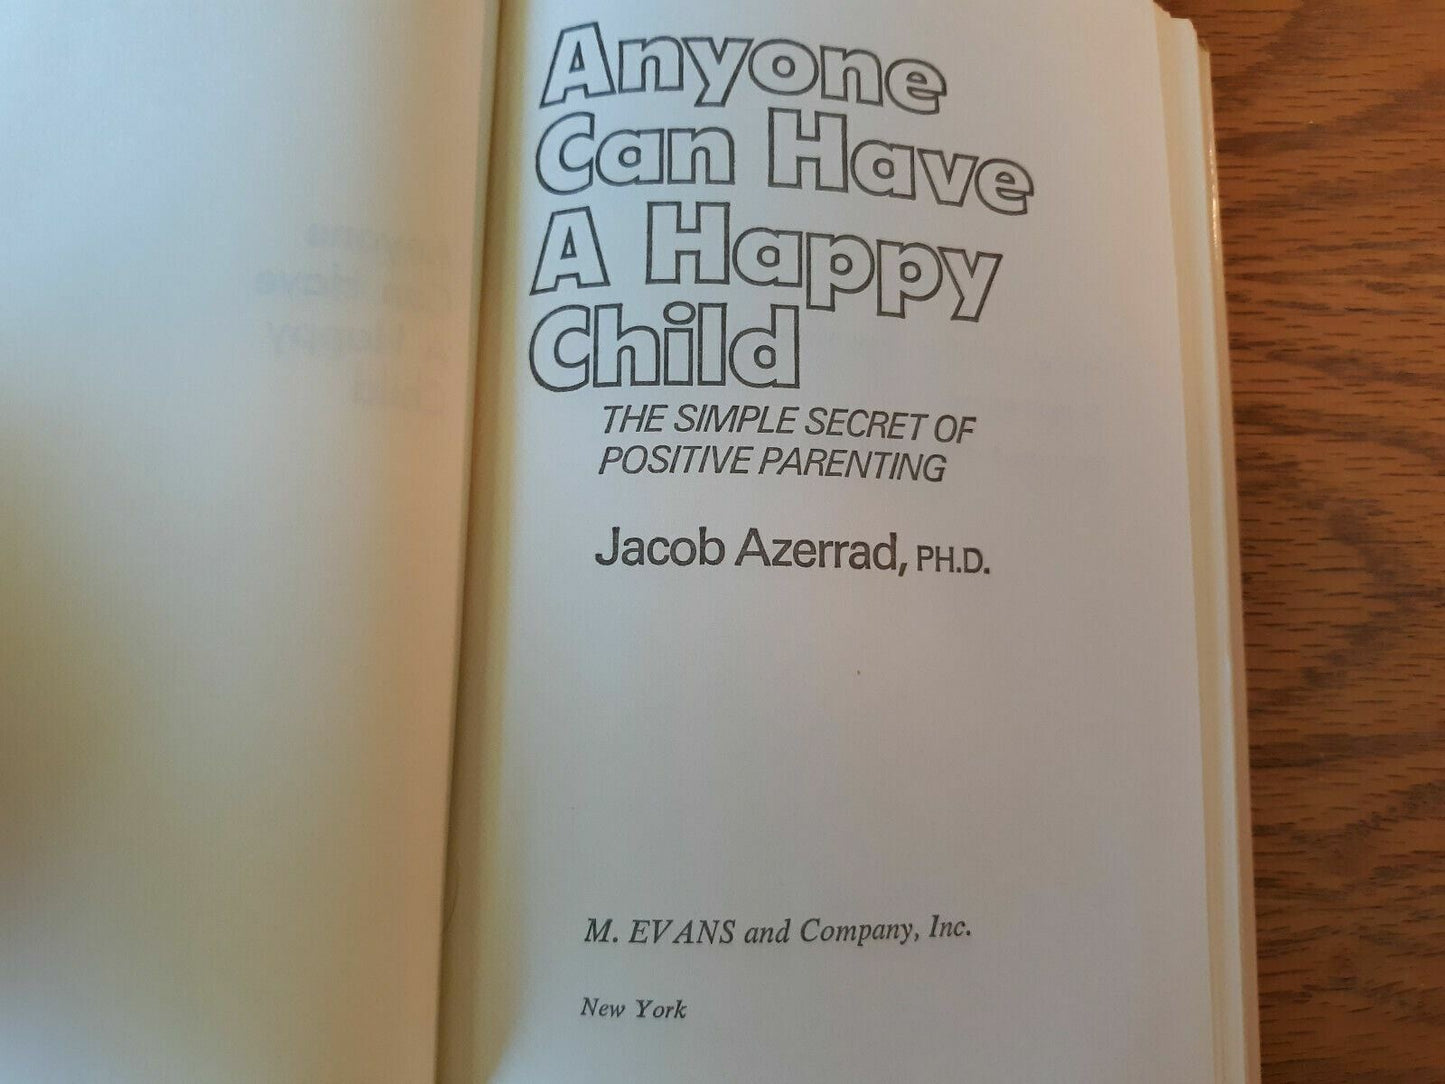 Anyone
Can Have
A Happy
Child
THE SIMPLE SECRET OF
POSITIVE PARENTING
Jacob Azerrad, PH.D.
M. EVANS and Company, Inc.
New York